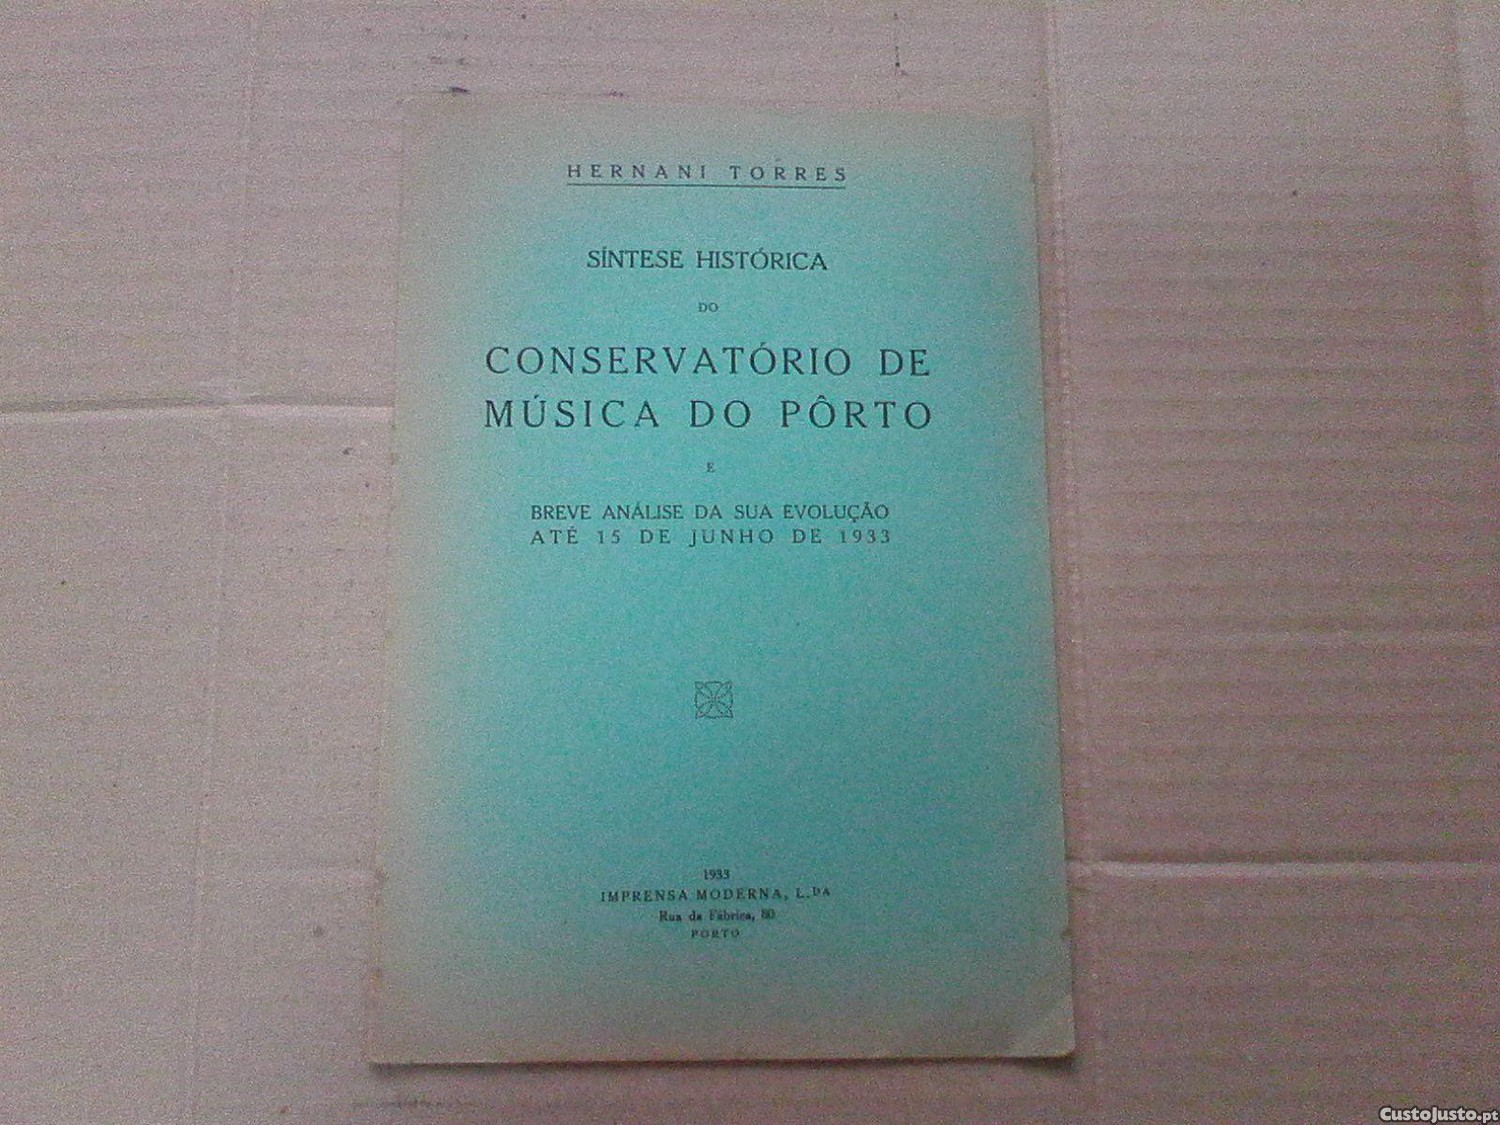 HERNANI TORRES
SÍNTESE HISTÓRICA
DO
CONSERVATÓRIO DE
MÚSICA DO PÔRTO
E
BREVE ANÁLISE DA SUA EVOLUÇÃO
ATÉ 15 DE JUNHO DE 1933
1933
IMPRENSA MODERNA, L.DA
Rua da Fábrica, 80
PORTO
CustoJusto.pt